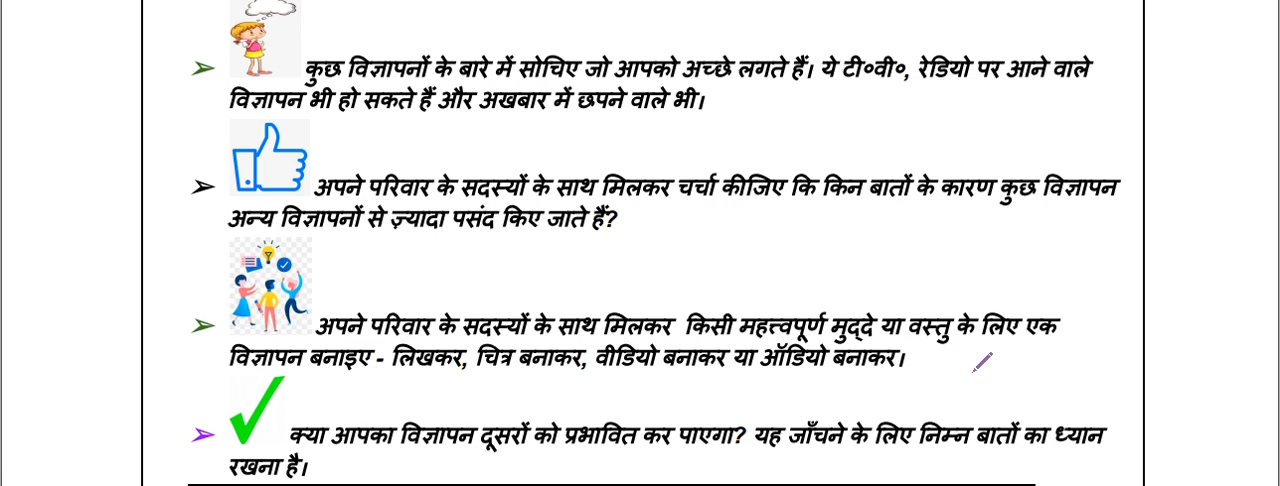 ➢ कुछ विज्ञापनों के बारे में सोचिए जो आपको अच्छे लगते हैं। ये टी०वी०, रेडियो पर आने वाले
विज्ञापन भी हो सकते हैं और अखबार में छपने वाले भी।
➢ अपने परिवार के सदस्यों के साथ मिलकर चर्चा कीजिए कि किन बातों के कारण कुछ विज्ञापन
अन्य विज्ञापनों से ज़्यादा पसंद किए जाते हैं?
➢ अपने परिवार के सदस्यों के साथ मिलकर किसी महत्त्वपूर्ण मुद्दे या वस्तु के लिए एक
विज्ञापन बनाइए - लिखकर, चित्र बनाकर, वीडियो बनाकर या ऑडियो बनाकर।
➢ क्या आपका विज्ञापन दूसरों को प्रभावित कर पाएगा? यह जाँचने के लिए निम्न बातों का ध्यान
रखना है।